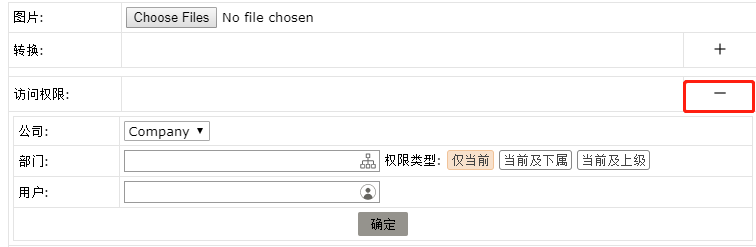 图片: Choose Files No file chosen
转换: +
访问权限: —
公司: Company
部门: 权限类型: 仅当前 当前及下属 当前及上级
用户:
确定